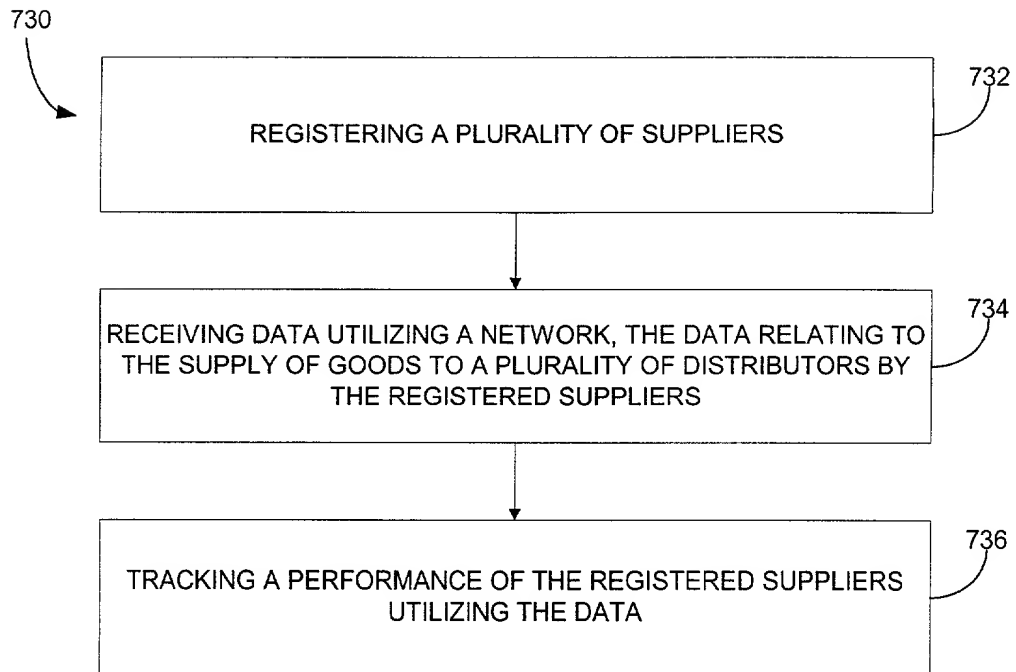 730
732
REGISTERING A PLURALITY OF SUPPLIERS
734
RECEIVING DATA UTILIZING A NETWORK, THE DATA RELATING TO
THE SUPPLY OF GOODS TO A PLURALITY OF DISTRIBUTORS BY
THE REGISTERED SUPPLIERS
736
TRACKING A PERFORMANCE OF THE REGISTERED SUPPLIERS
UTILIZING THE DATA